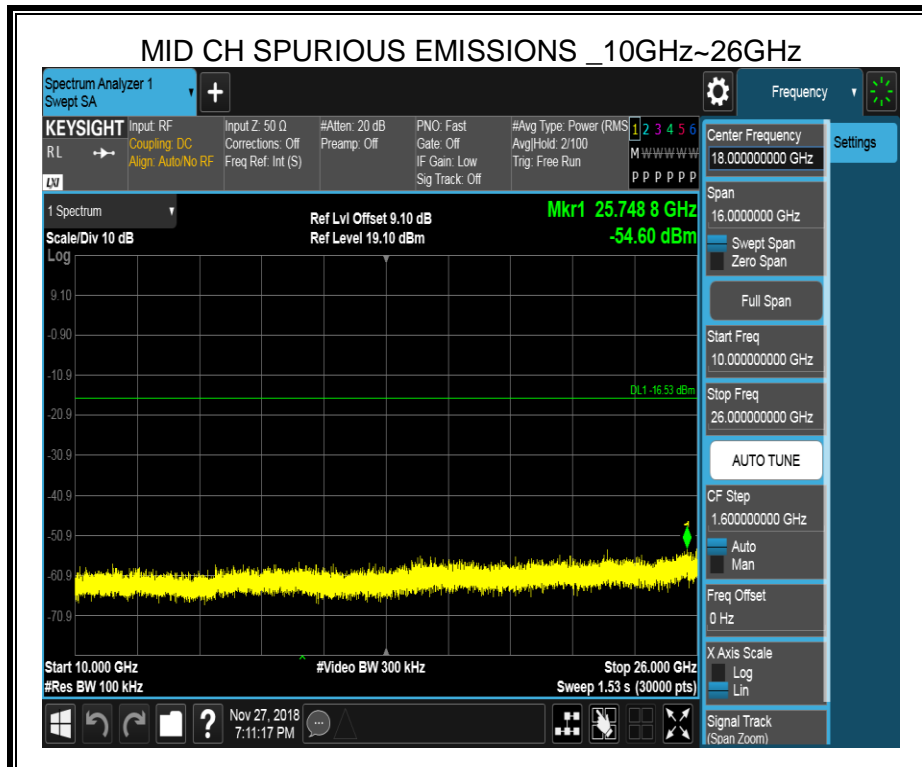 MID CH SPURIOUS EMISSIONS _10GHz~26GHz
Spectrum Analyzer 1
Swept SA
+
Frequency
KEYSIGHT
RL
LXI
Input: RF
Coupling: DC
Align: Auto/No RF
Input Z: 50 Ω
Corrections: Off
Freq Ref: Int (S)
#Atten: 20 dB
Preamp: Off
PNO: Fast
Gate: Off
IF Gain: Low
Sig Track: Off
#Avg Type: Power (RMS
Avg|Hold: 2/100
Trig: Free Run
1 2 3 4 5 6
M W W W W W
P P P P P P
Center Frequency
18.000000000 GHz
Settings
Span
16.0000000 GHz
Swept Span
Zero Span
Full Span
Start Freq
10.000000000 GHz
Stop Freq
26.000000000 GHz
AUTO TUNE
CF Step
1.600000000 GHz
Auto
Man
Freq Offset
0 Hz
X Axis Scale
Log
Lin
Signal Track
(Span Zoom)
1 Spectrum
Scale/Div 10 dB
Ref Lvl Offset 9.10 dB
Ref Level 19.10 dBm
Mkr1 25.748 8 GHz
-54.60 dBm
Log
9.10
-0.90
-10.9
DL1 -16.53 dBm
-20.9
-30.9
-40.9
1
-50.9
-60.9
-70.9
Start 10.000 GHz
#Res BW 100 kHz
#Video BW 300 kHz
Stop 26.000 GHz
Sweep 1.53 s (30000 pts)
?
Nov 27, 2018
7:11:17 PM